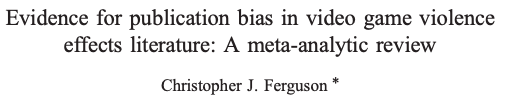 Evidence for publication bias in video game violence
effects literature: A meta-analytic review
Christopher J. Ferguson *